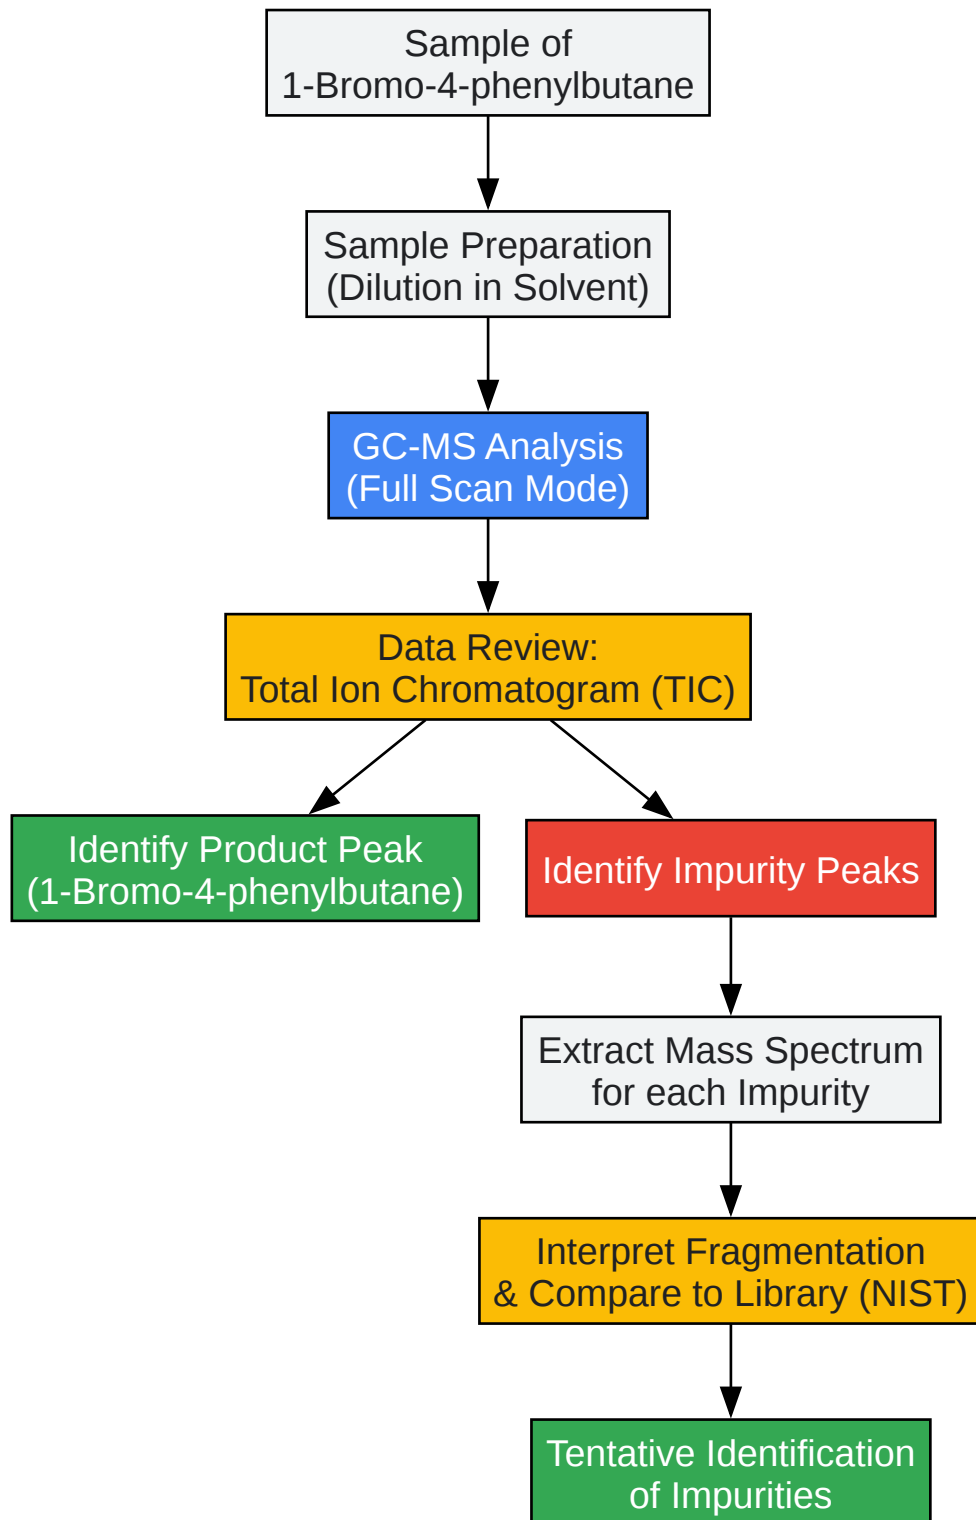 Sample of
1-Bromo-4-phenylbutane
Sample Preparation
(Dilution in Solvent)
GC-MS Analysis
(Full Scan Mode)
Data Review:
Total Ion Chromatogram (TIC)
Identify Product Peak
(1-Bromo-4-phenylbutane)
Identify Impurity Peaks
Extract Mass Spectrum
for each Impurity
Interpret Fragmentation
& Compare to Library (NIST)
Tentative Identification
of Impurities